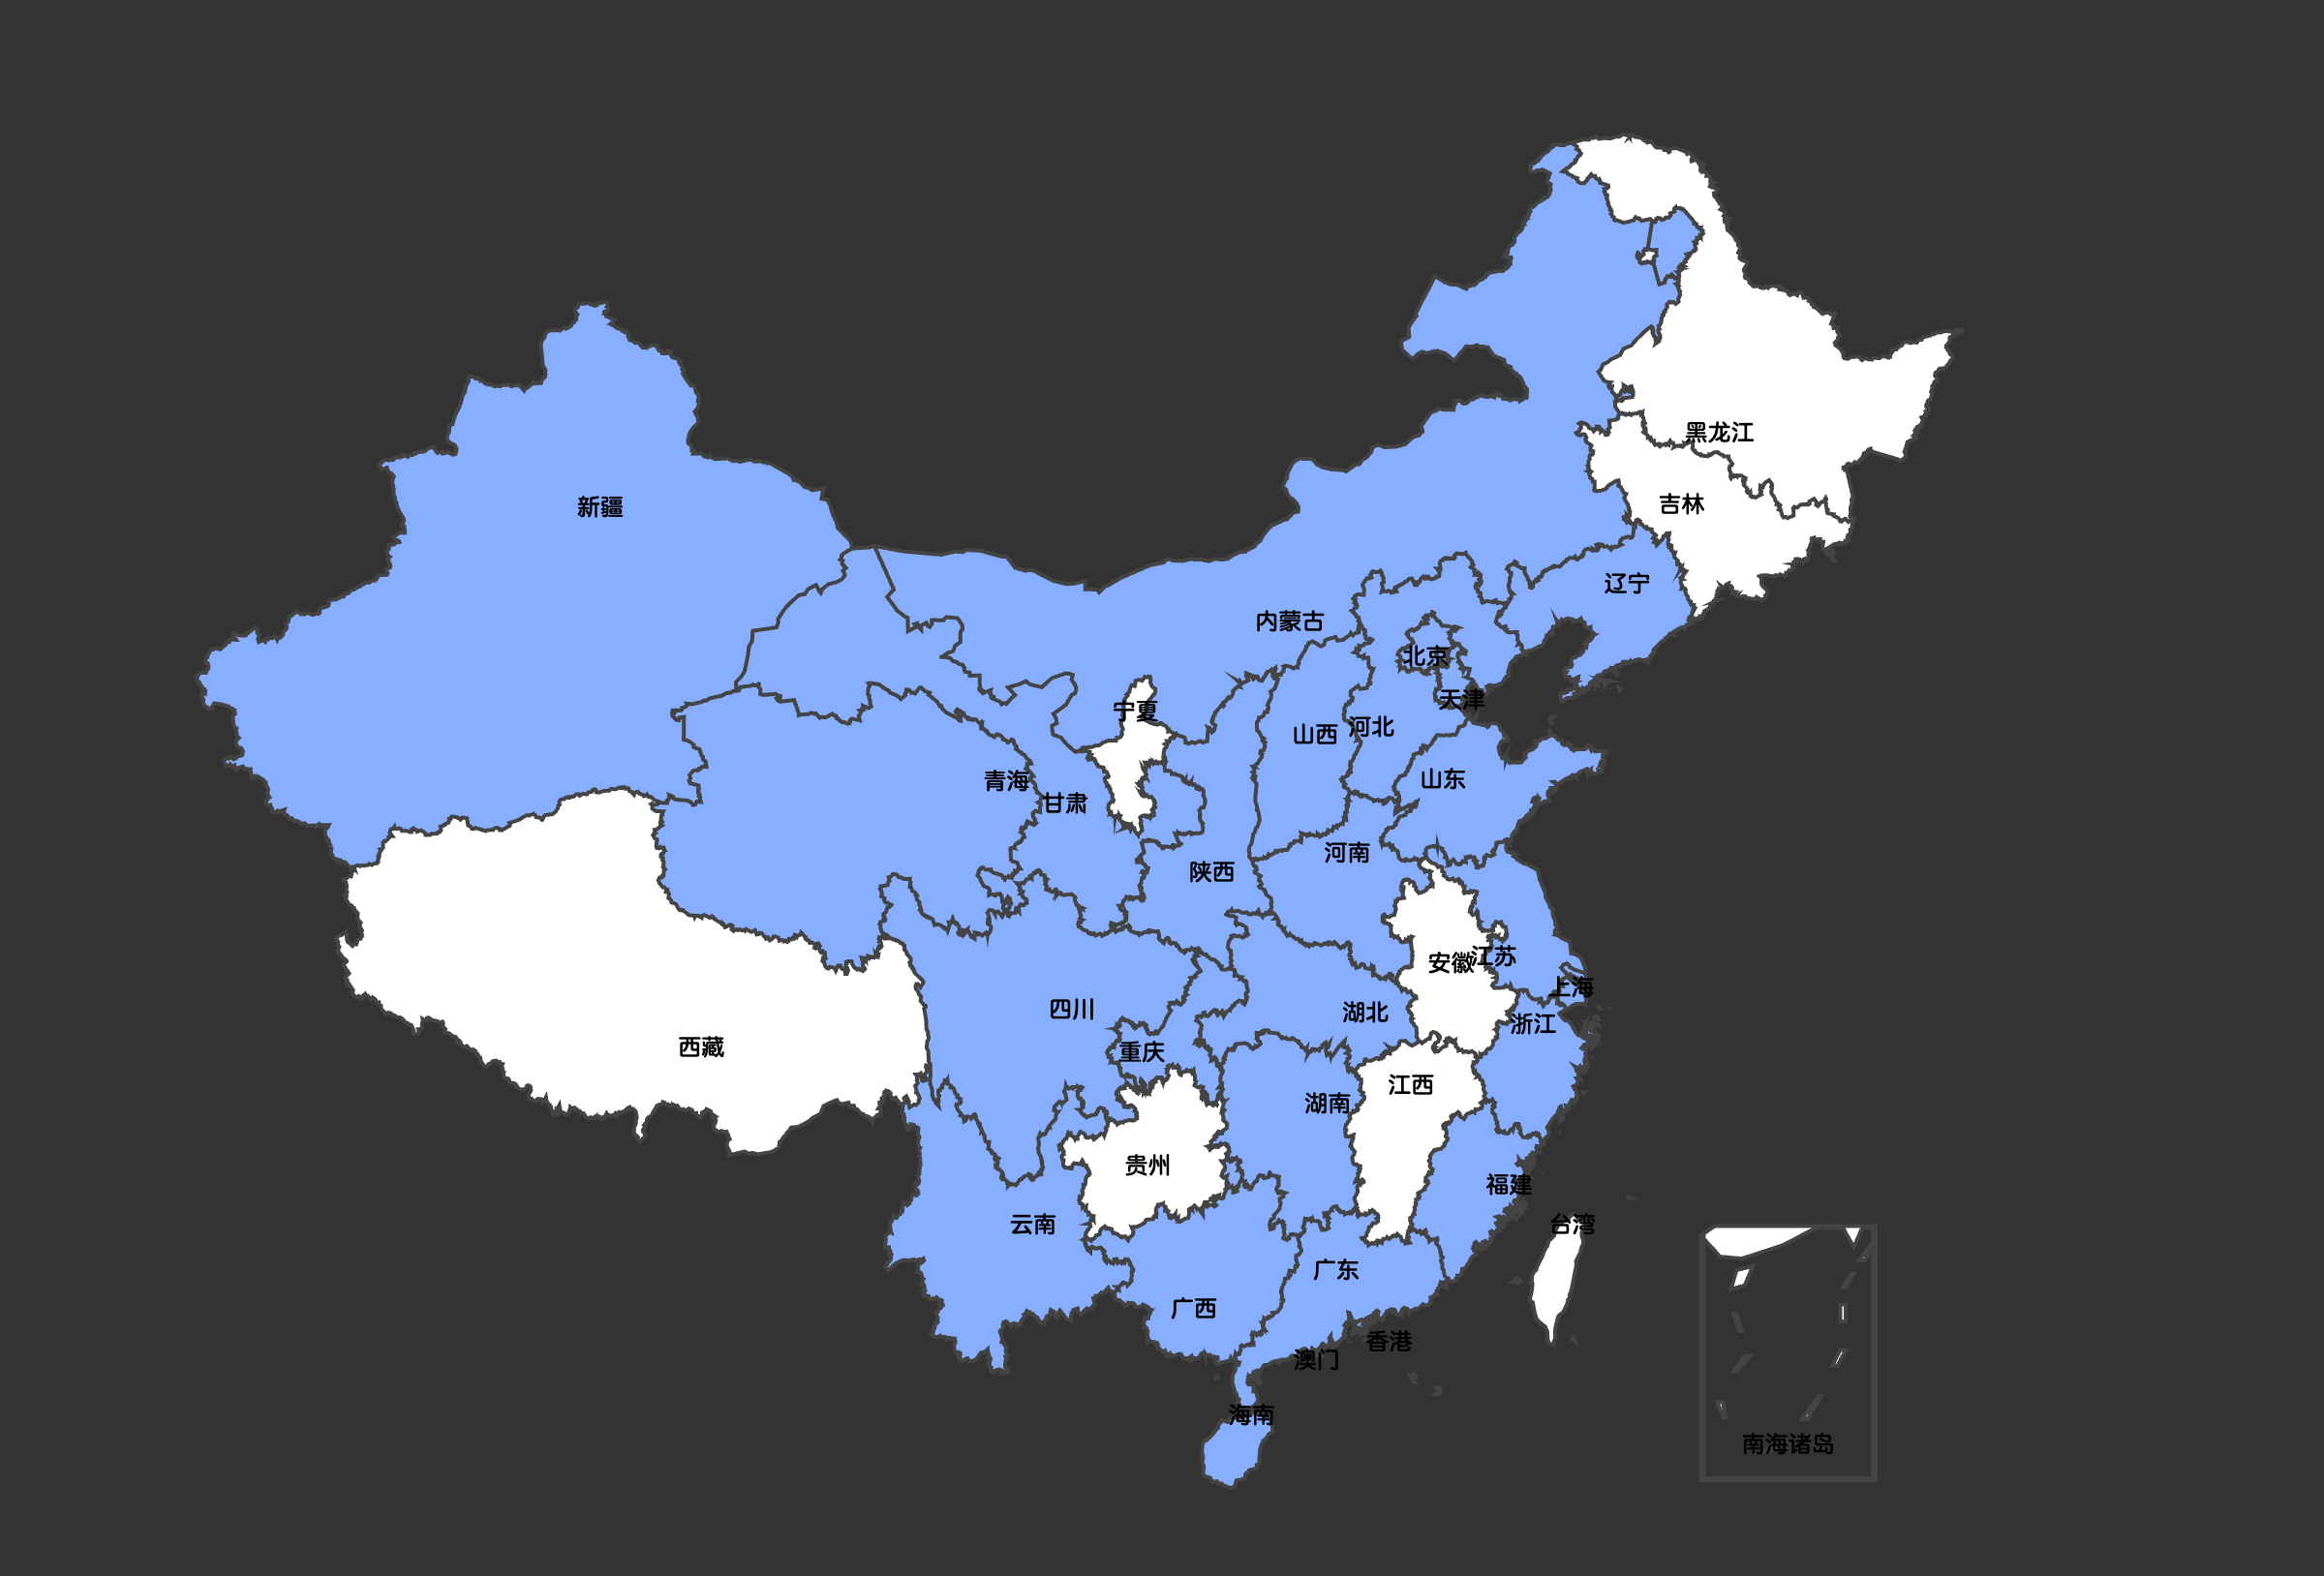 黑龙江
吉林
新疆
辽宁
内蒙古
北京
天津
宁夏
山西
河北
青海
甘肃
山东
陕西
河南
安徽
江苏
上海
四川
湖北
浙江
西藏
重庆
江西
湖南
贵州
福建
云南
台湾
广东
广西
香港
澳门
海南
南海诸岛